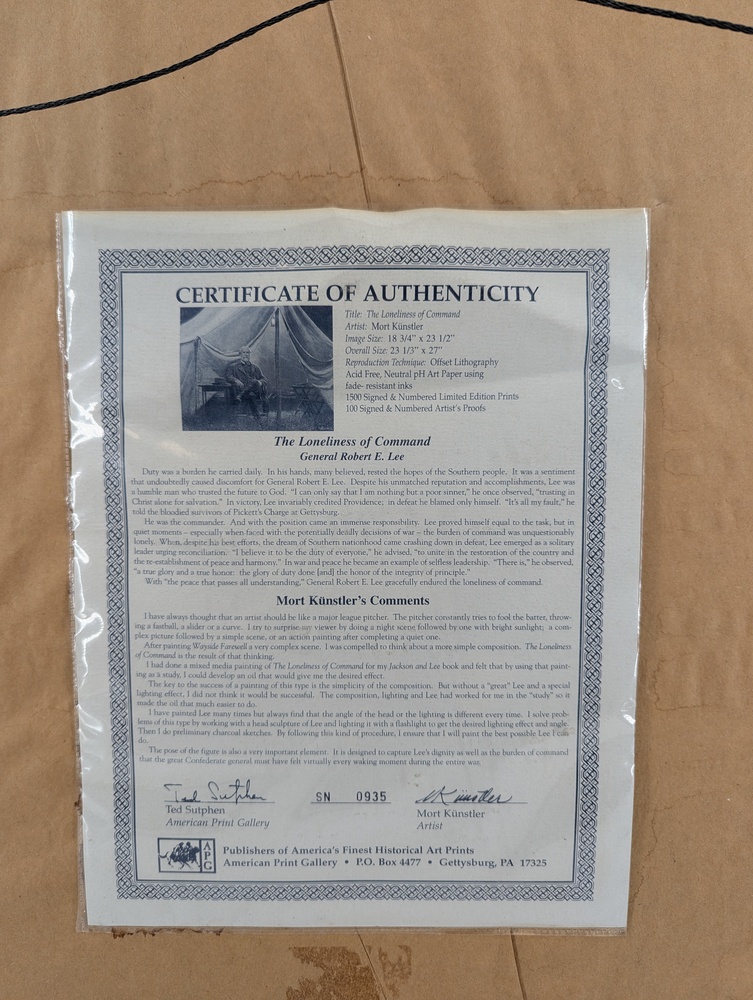 CERTIFICATE OF AUTHENTICITY
Title: The Loneliness of Command
Artist: Mort Künstler
Image Size: 18 3/4" x 23 1/2"
Overall Size: 23 1/3" x 27"
Reproduction Technique: Offset Lithography
Acid Free, Neutral pH Art Paper using
fade- resistant inks
1500 Signed & Numbered Limited Edition Prints
100 Signed & Numbered Artist's Proofs
The Loneliness of Command
General Robert E. Lee
Duty was a burden he carried daily. In his hands, many believed, rested the hopes of the Southern people. It was a sentiment
that undoubtedly caused discomfort for General Robert E. Lee. Despite his unmatched reputation and accomplishments, Lee was
a humble man who trusted the future to God. "I can only say that I am nothing but a poor sinner," he once observed, "trusting in
Christ alone for salvation." In victory, Lee invariably credited Providence; in defeat he blamed only himself. "It's all my fault," he
told the bloodied survivors of Pickett's Charge at Gettysburg.
He was the commander. And with the position came an immense responsibility. Lee proved himself equal to the task, but in
quiet moments – especially when faced with the potentially deadly decisions of war – the burden of command was unquestionably
lonely. When, despite his best efforts, the dream of Southern nationhood came crashing down in defeat; Lee emerged as a solitary
leader urging reconciliation: "I believe it to be the duty of everyone," he advised, "to unite in the restoration of the country and
the re-establishment of peace and harmony." In war and peace he became an example of selfless leadership. "There is," he observed,
"a true glory and a true honor: the glory of duty done [and] the honor of the integrity of principle."
With "the peace that passes all understanding," General Robert E. Lee gracefully endured the loneliness of command.
Mort Künstler's Comments
I have always thought that an artist should be like a major league pitcher. The pitcher constantly tries to fool the batter, throw-
ing a fastball, a slider or a curve. I try to surprise my viewer by doing a night scene followed by one with bright sunlight; a com-
plex picture followed by a simple scene, or an action painting after completing a quiet one.
After painting Wayside Farewell a very complex scene. I was compelled to think about a more simple composition. The Loneliness
of Command is the result of that thinking.
I had done a mixed media painting of The Loneliness of Command for my Jackson and Lee book and felt that by using that paint-
ing as a study, I could develop an oil that would give me the desired effect.
The key to the success of a painting of this type is the simplicity of the composition. But without a "great" Lee and a special
lighting effect, I did not think it would be successful. The composition, lighting and Lee had worked for me in the "study" so it
made the oil that much easier to do.
I have painted Lee many times but always find that the angle of the head or the lighting is different every time. I solve prob-
lems of this type by working with a head sculpture of Lee and lighting it with a flashlight to get the desired lighting effect and angle.
Then I do preliminary charcoal sketches. By following this kind of procedure, I ensure that I will paint the best possible Lee I can
do.
The pose of the figure is also a very important element. It is designed to capture Lee's dignity as well as the burden of command
that the great Confederate general must have felt virtually every waking moment during the entire war.
Ted Sutphen
SN 0935
MKünstler
Ted Sutphen
American Print Gallery
Mort Künstler
Artist
APG
Publishers of America's Finest Historical Art Prints
American Print Gallery • P.O. Box 4477 • Gettysburg, PA 17325